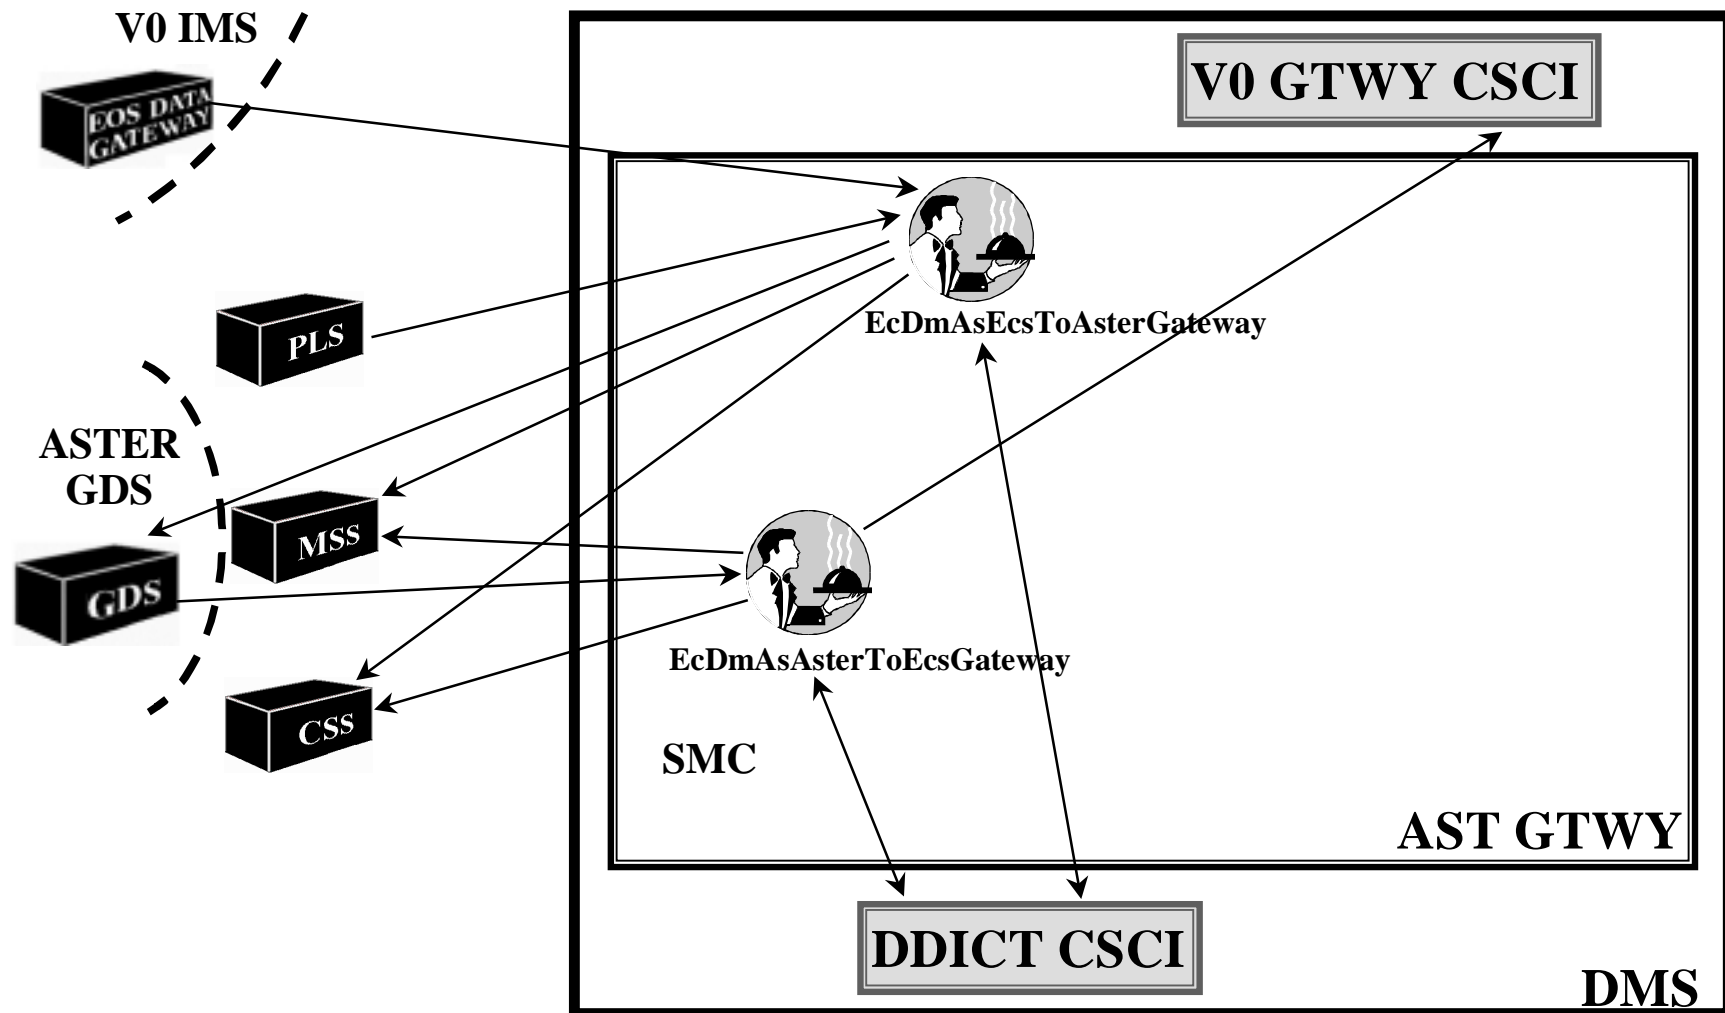 V0 IMS
V0 GTWY CSCI
EOS DATA
GATEWAY
PLS
EcDmAsEcsToAsterGateway
ASTER
GDS
MSS
GDS
EcDmAsAsterToEcsGateway
CSS
SMC
AST GTWY
DDICT CSCI
DMS